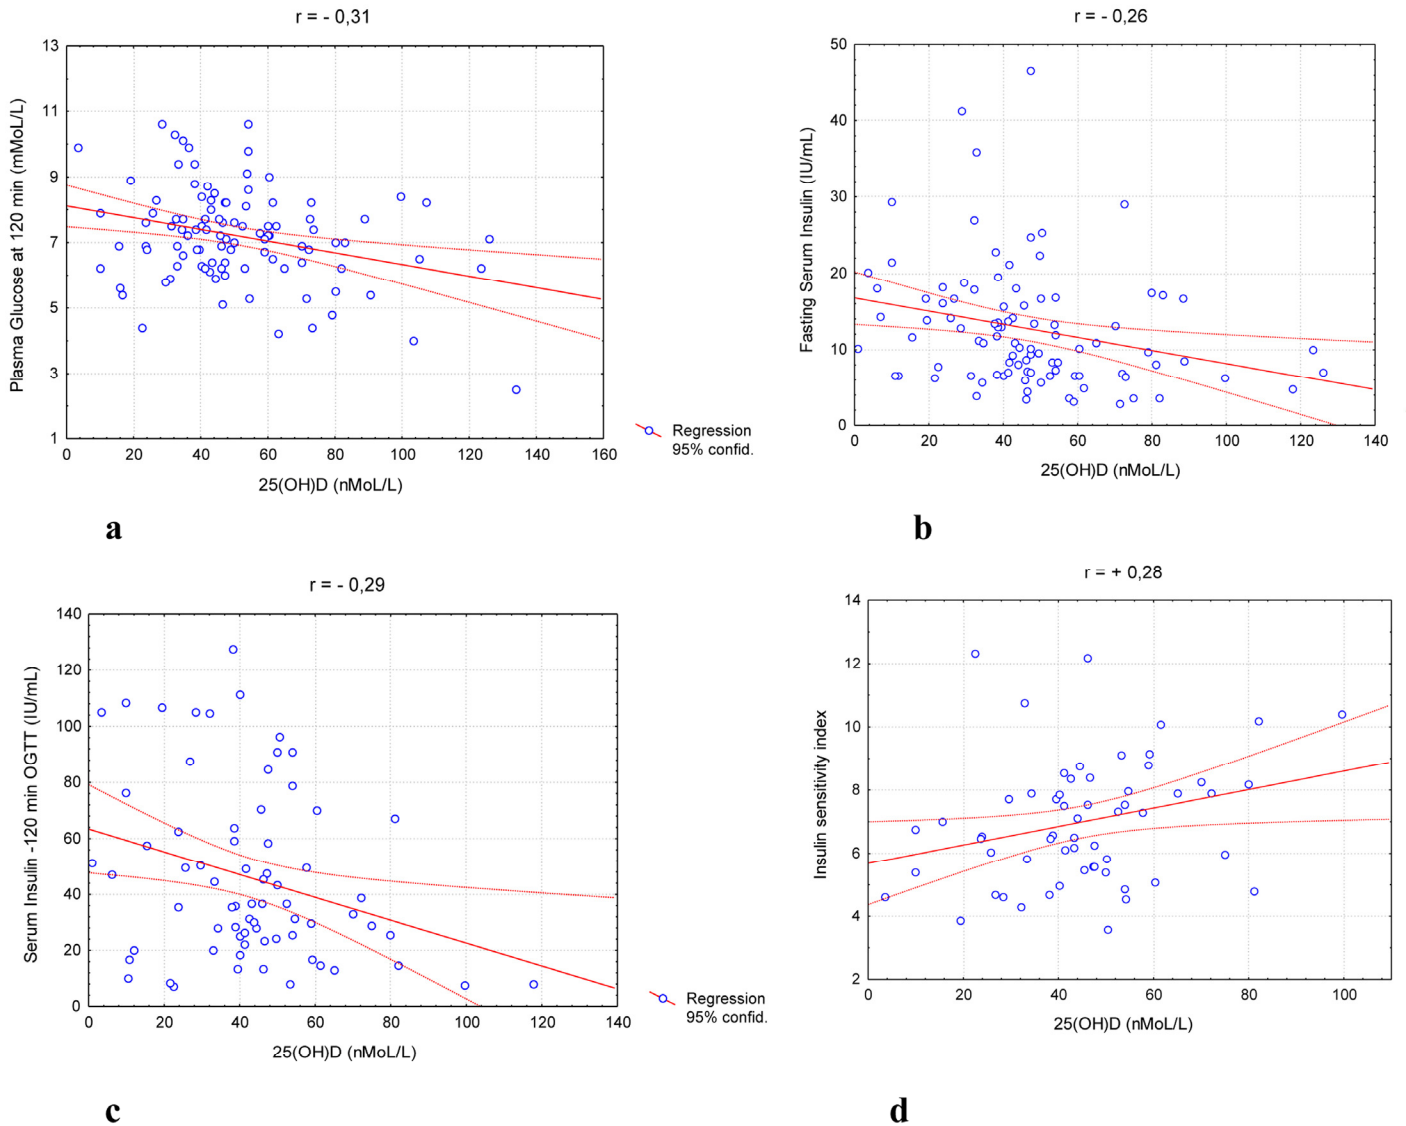 r = - 0,31
13
11
9
7
5
3
1
Plasma Glucose at 120 min (mMoL/L)
0 20 40 60 80 100 120 140 160
25(OH)D (nMoL/L)
Regression
95% confid.
a
r = - 0,26
50
40
30
20
10
0
Fasting Serum Insulin (IU/mL)
0 20 40 60 80 100 120 140
25(OH)D (nMoL/L)
b
r = - 0,29
140
120
100
80
60
40
20
0
Serum Insulin -120 min OGTT (IU/mL)
0 20 40 60 80 100 120 140
25(OH)D (nMoL/L)
Regression
95% confid.
c
r = + 0,28
14
12
10
8
6
4
2
Insulin sensitivity index
0 20 40 60 80 100
25(OH)D (nMoL/L)
d